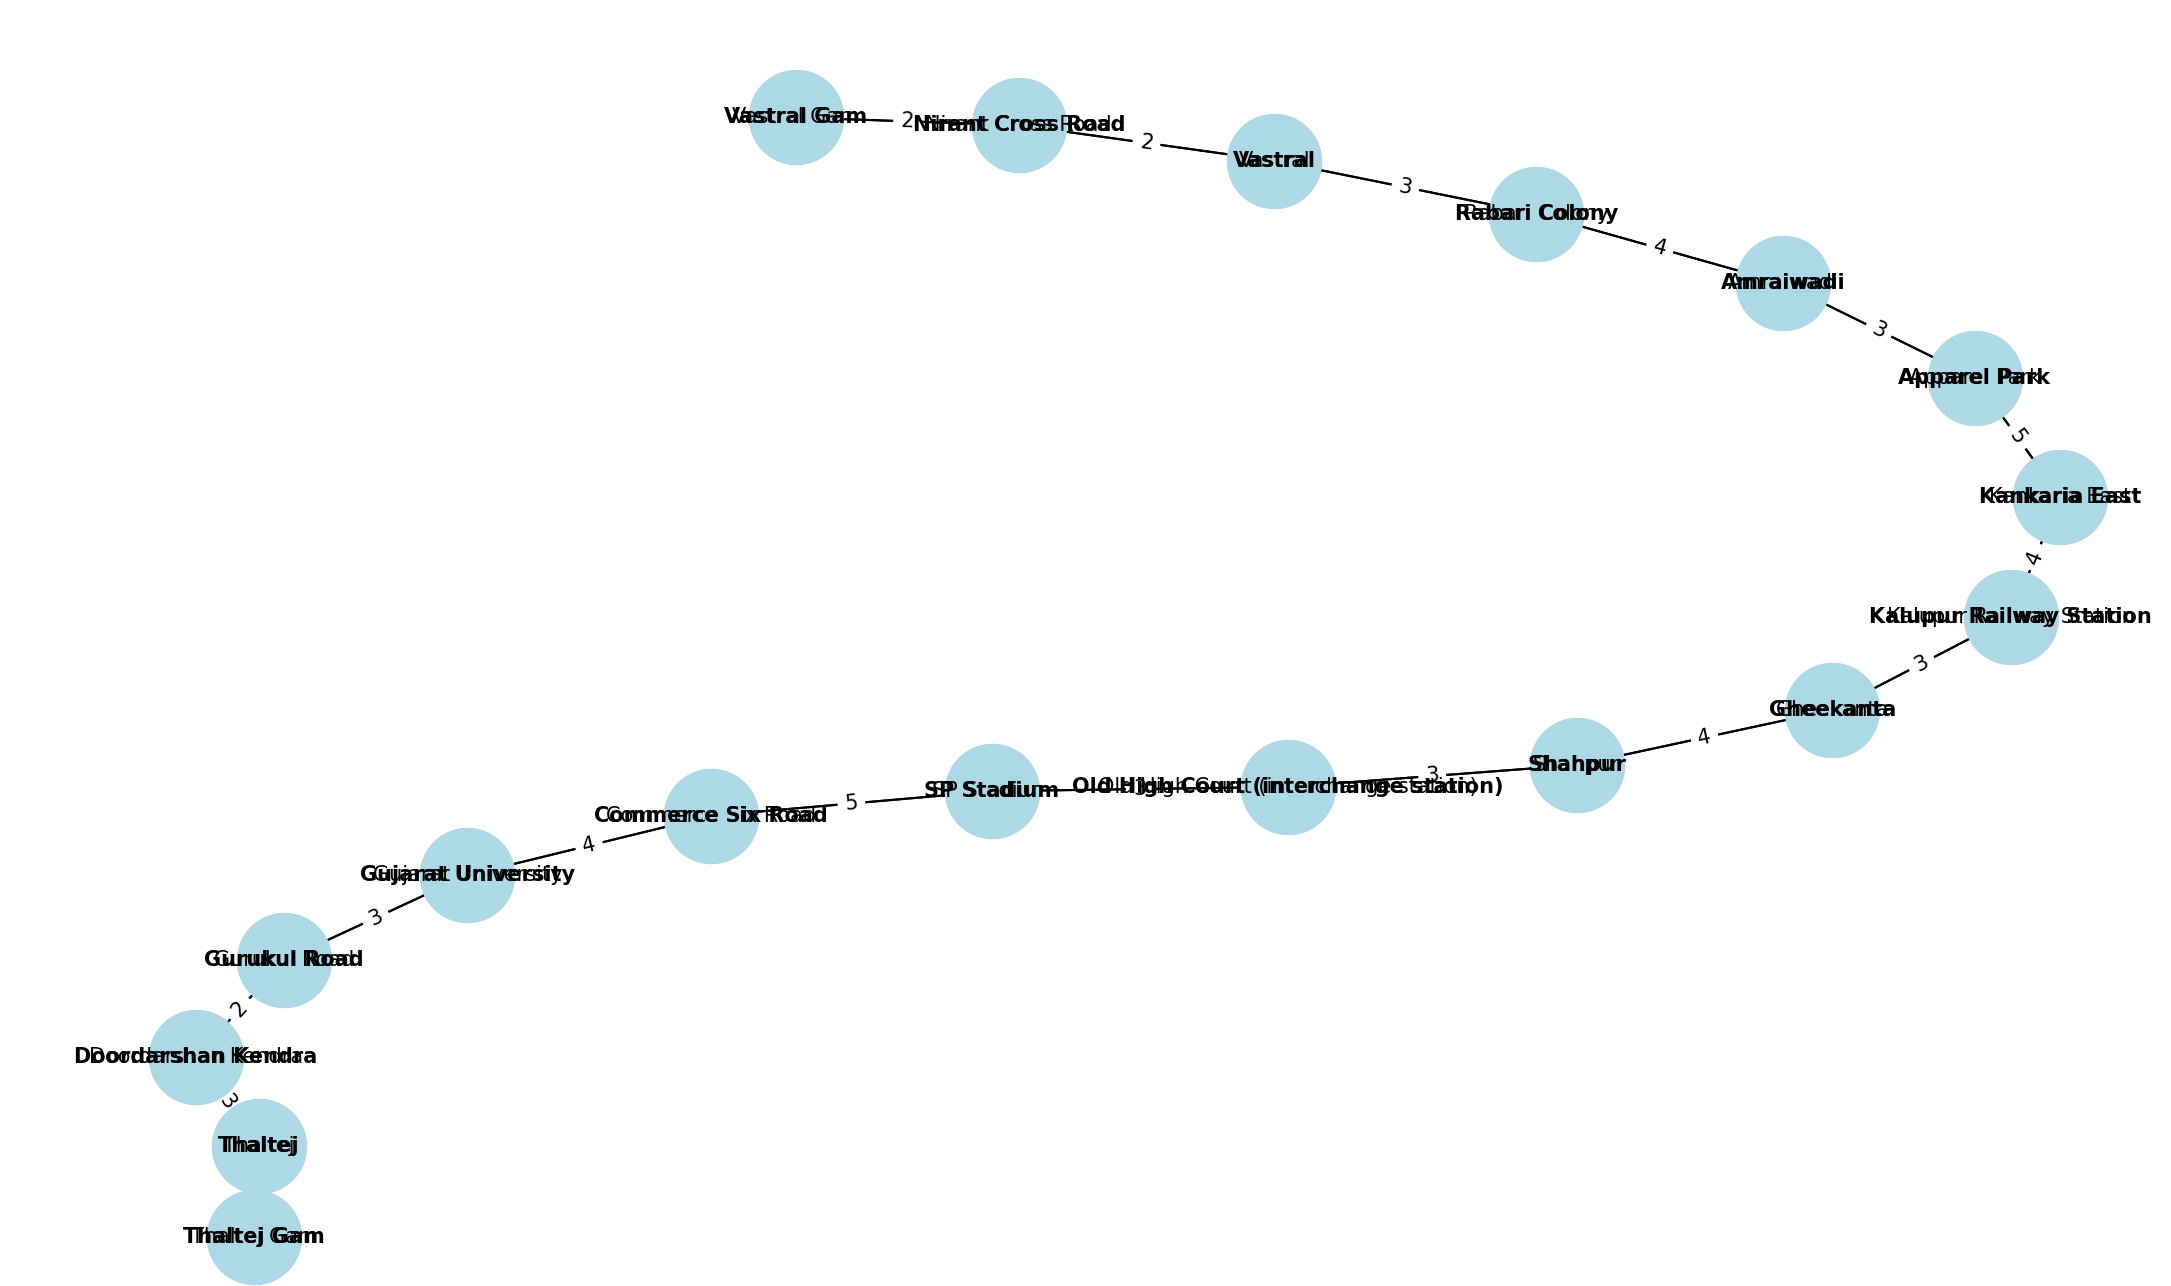 Vastral Gam
2
Nirant Cross Road
2
Vastral
3
Rabari Colony
4
Amraiwadi
3
Apparel Park
5
Kankaria East
4
Kalupur Railway Station
3
Gheekanta
4
Shahpur
3
Old High Court (interchange station)
SP Stadium
5
Commerce Six Road
4
Gujarat University
3
Gurukul Road
2
Doordarshan Kendra
3
Thaltej
Thaltej Gam